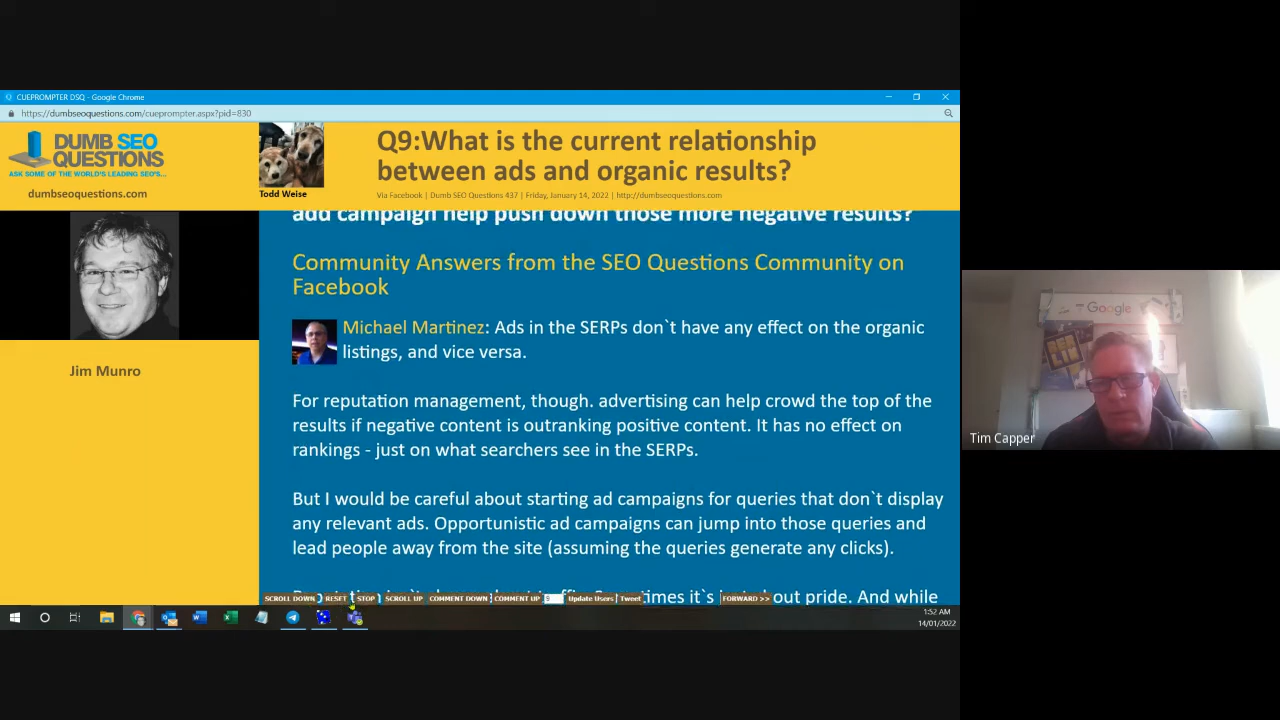 CUEPROMPTER DSQ - Google Chrome
https://dumbseoquestions.com/cueprompter.aspx?pid=830
DUMB SEO
QUESTIONS
ASK SOME OF THE WORLD'S LEADING SEO'S...
dumbseoquestions.com
Todd Weise
Q9:What is the current relationship
between ads and organic results?
Via Facebook | Dumb SEO Questions 437 | Friday, January 14, 2022 | http://dumbseoquestions.com
add campaign help push down those more negative results?
Community Answers from the SEO Questions Community on
Facebook
Michael Martinez: Ads in the SERPs don`t have any effect on the organic
listings, and vice versa.
For reputation management, though. advertising can help crowd the top of the
results if negative content is outranking positive content. It has no effect on
rankings - just on what searchers see in the SERPs.
But I would be careful about starting ad campaigns for queries that don`t display
any relevant ads. Opportunistic ad campaigns can jump into those queries and
lead people away from the site (assuming the queries generate any clicks).
it`s about pride. And while
SCROLL DOWN RESET STOP SCROLL UP COMMENT DOWN COMMENT UP 9 Update Users Tweet FORWARD >>
Jim Munro
Google
Tim Capper
1:52 AM
14/01/2022